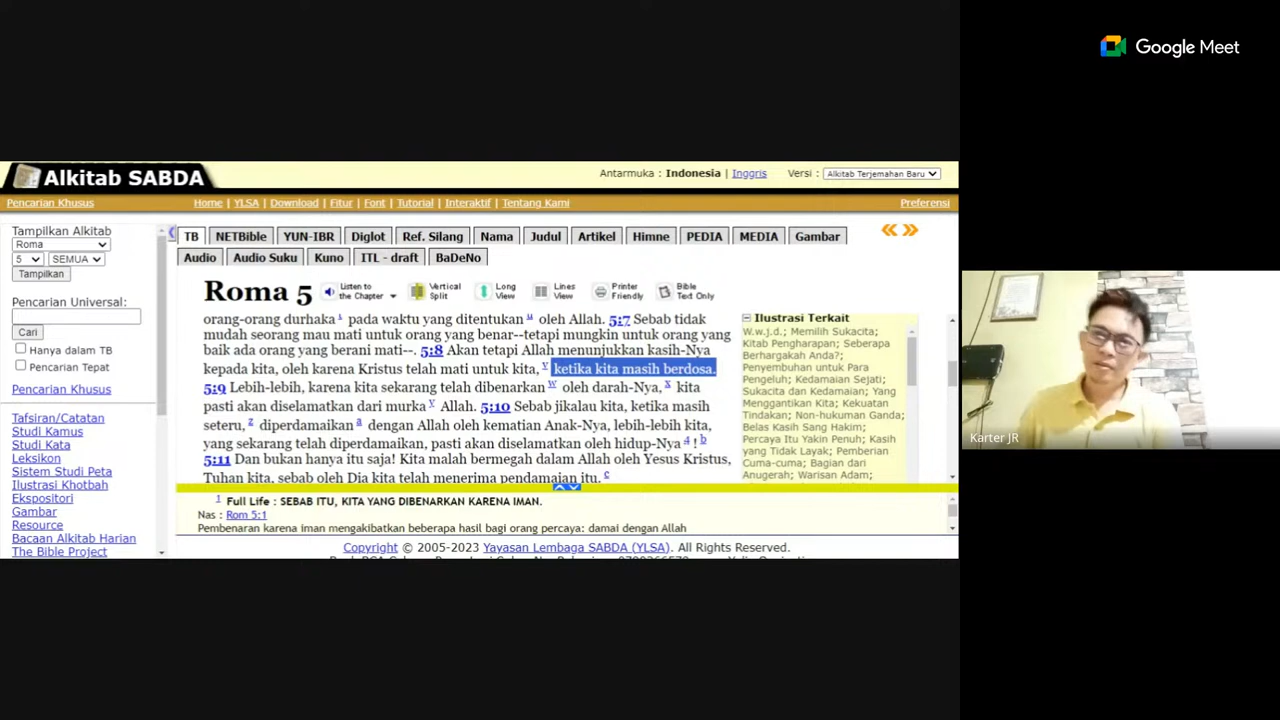 Google Meet
Alkitab SABDA
Antarmuka : Indonesia | Inggris Versi : Alkitab Terjemahan Baru
Pencarian Khusus
Home | YLSA | Download | Fitur | Font | Tutorial | Interaktif | Tentang Kami
Preferensi
Tampilkan Alkitab
Roma
5 SEMUA
Tampilkan
Pencarian Universal:
Cari
Hanya dalam TB
Pencarian Tepat
Pencarian Khusus
Tafsiran/Catatan
Studi Kamus
Studi Kata
Leksikon
Sistem Studi Peta
Ilustrasi Khotbah
Ekspositori
Gambar
Resource
Bacaan Alkitab Harian
The Bible Project
TB NETBible YUN-IBR Diglot Ref. Silang Nama Judul Artikel Himne PEDIA MEDIA Gambar
Audio Audio Suku Kuno ITL - draft BaDeNo
Roma 5 Listen to the Chapter Vertical Split Long View Lines View Printer Friendly Bible Text Only
orang-orang durhaka t pada waktu yang ditentukan u oleh Allah. 5:7 Sebab tidak
mudah seorang mau mati untuk orang yang benar--tetapi mungkin untuk orang yang
baik ada orang yang berani mati--. 5:8 Akan tetapi Allah menunjukkan kasih-Nya
kepada kita, oleh karena Kristus telah mati untuk kita, v ketika kita masih berdosa.
5:9 Lebih-lebih, karena kita sekarang telah dibenarkan w oleh darah-Nya, x kita
pasti akan diselamatkan dari murka y Allah. 5:10 Sebab jikalau kita, ketika masih
seteru, z diperdamaikan a dengan Allah oleh kematian Anak-Nya, lebih-lebih kita,
yang sekarang telah diperdamaikan, pasti akan diselamatkan oleh hidup-Nya 4 ! b
5:11 Dan bukan hanya itu saja! Kita malah bermegah dalam Allah oleh Yesus Kristus,
Tuhan kita, sebab oleh Dia kita telah menerima pendamaian itu. c
Ilustrasi Terkait
W.w.j.d.; Memilih Sukacita;
Kitab Pengharapan; Seberapa
Berhargakah Anda?;
Penyembuhan untuk Para
Pengeluh; Kedamaian Sejati;
Sukacita dan Kedamaian; Yang
Menggantikan Kita; Kekuatan
Tindakan; Non-hukuman Ganda;
Belas Kasih Sang Hakim;
Percaya Itu Yakin Penuh; Kasih
yang Tidak Layak; Pemberian
Cuma-cuma; Bagian dari
Anugerah; Warisan Adam;
1 Full Life : SEBAB ITU, KITA YANG DIBENARKAN KARENA IMAN.
Nas : Rom 5:1
Pembenaran karena iman mengakibatkan beberapa hasil bagi orang percaya: damai dengan Allah
Copyright © 2005-2023 Yayasan Lembaga SABDA (YLSA). All Rights Reserved.
Karter JR